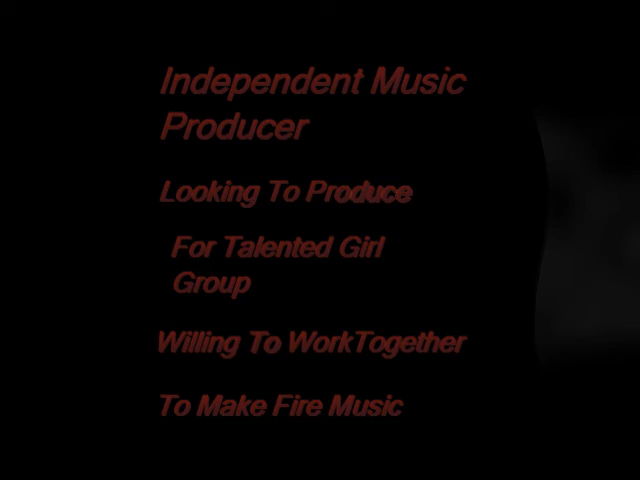 Independent Music
Producer
Looking To Produce
For Talented Girl
Group
Willing To WorkTogether
To Make Fire Music